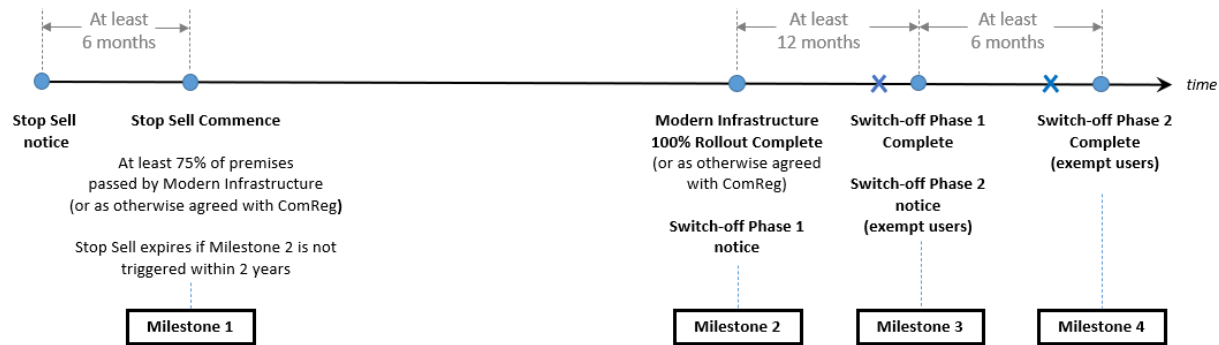 At least
6 months
At least
12 months
At least
6 months
time
Stop Sell
notice
Stop Sell Commence
At least 75% of premises
passed by Modern Infrastructure
(or as otherwise agreed with ComReg)
Stop Sell expires if Milestone 2 is not
triggered within 2 years
Modern Infrastructure
100% Rollout Complete
(or as otherwise agreed
with ComReg)
Switch-off Phase 1
notice
Switch-off Phase 1
Complete
Switch-off Phase 2
notice
(exempt users)
Switch-off Phase 2
Complete
(exempt users)
Milestone 1
Milestone 2
Milestone 3
Milestone 4